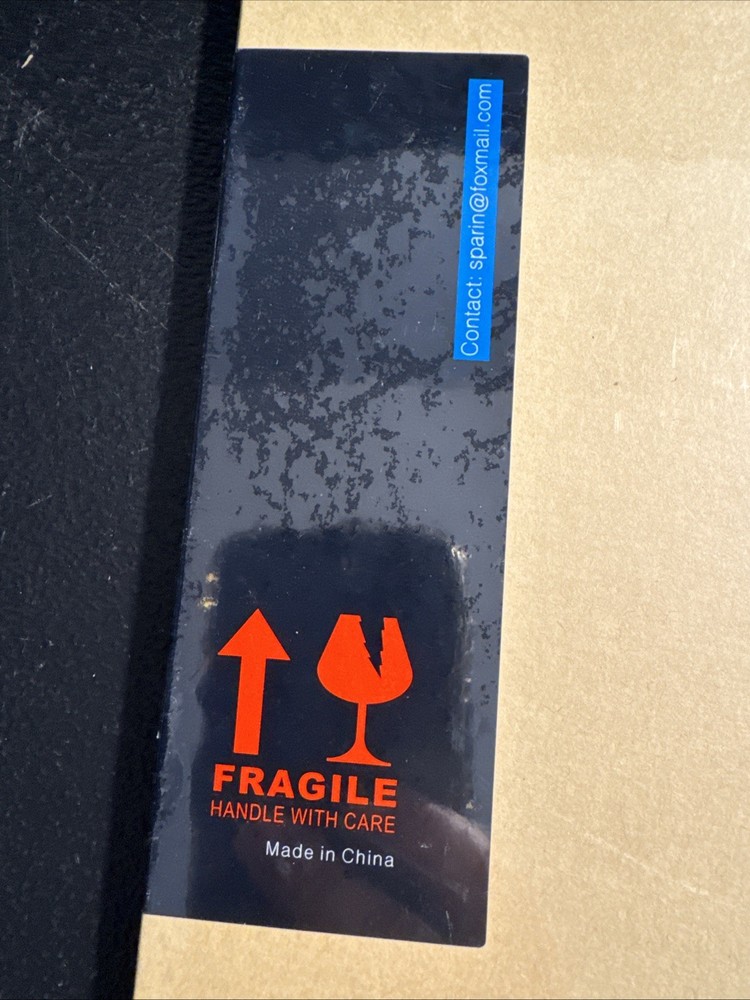 Contact: sparin@foxmail.com
FRAGILE
HANDLE WITH CARE
Made in China